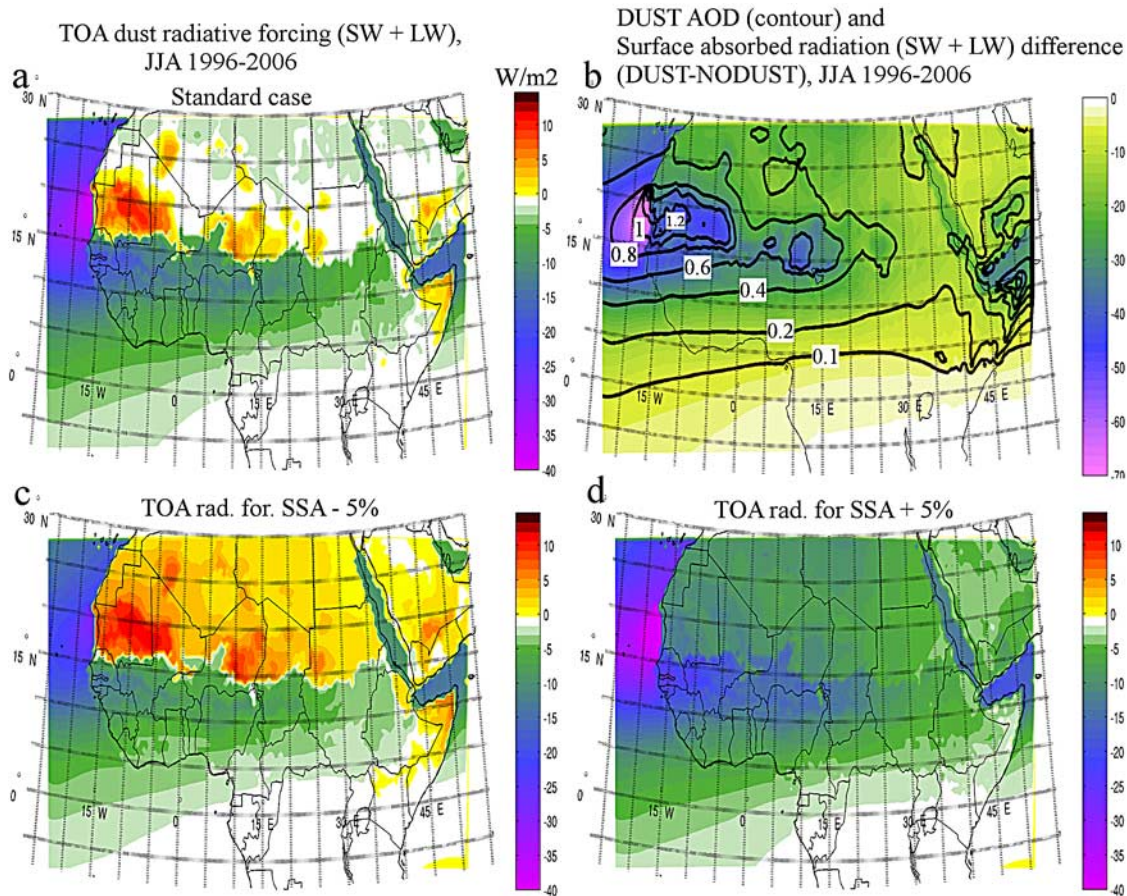 TOA dust radiative forcing (SW + LW),
JJA 1996-2006
a
Standard case
W/m2
30 N
15 N
0
15 W
0
15 E
30 E
45 E
10
5
0
-5
-10
-15
-20
-25
-30
-35
-40
DUST AOD (contour) and
Surface absorbed radiation (SW + LW) difference
b
(DUST-NODUST), JJA 1996-2006
30 N
15 N
0
15 W
0
15 E
30 E
45 E
0.8
1
1.2
0.6
0.4
0.2
0.1
0
-10
-20
-30
-40
-50
-60
-70
c
TOA rad. for. SSA - 5%
30 N
15 N
0
15 W
0
15 E
30 E
45 E
10
5
0
-5
-10
-15
-20
-25
-30
-35
-40
d
TOA rad. for SSA + 5%
30 N
15 N
0
15 W
0
15 E
30 E
45 E
10
5
0
-5
-10
-15
-20
-25
-30
-35
-40